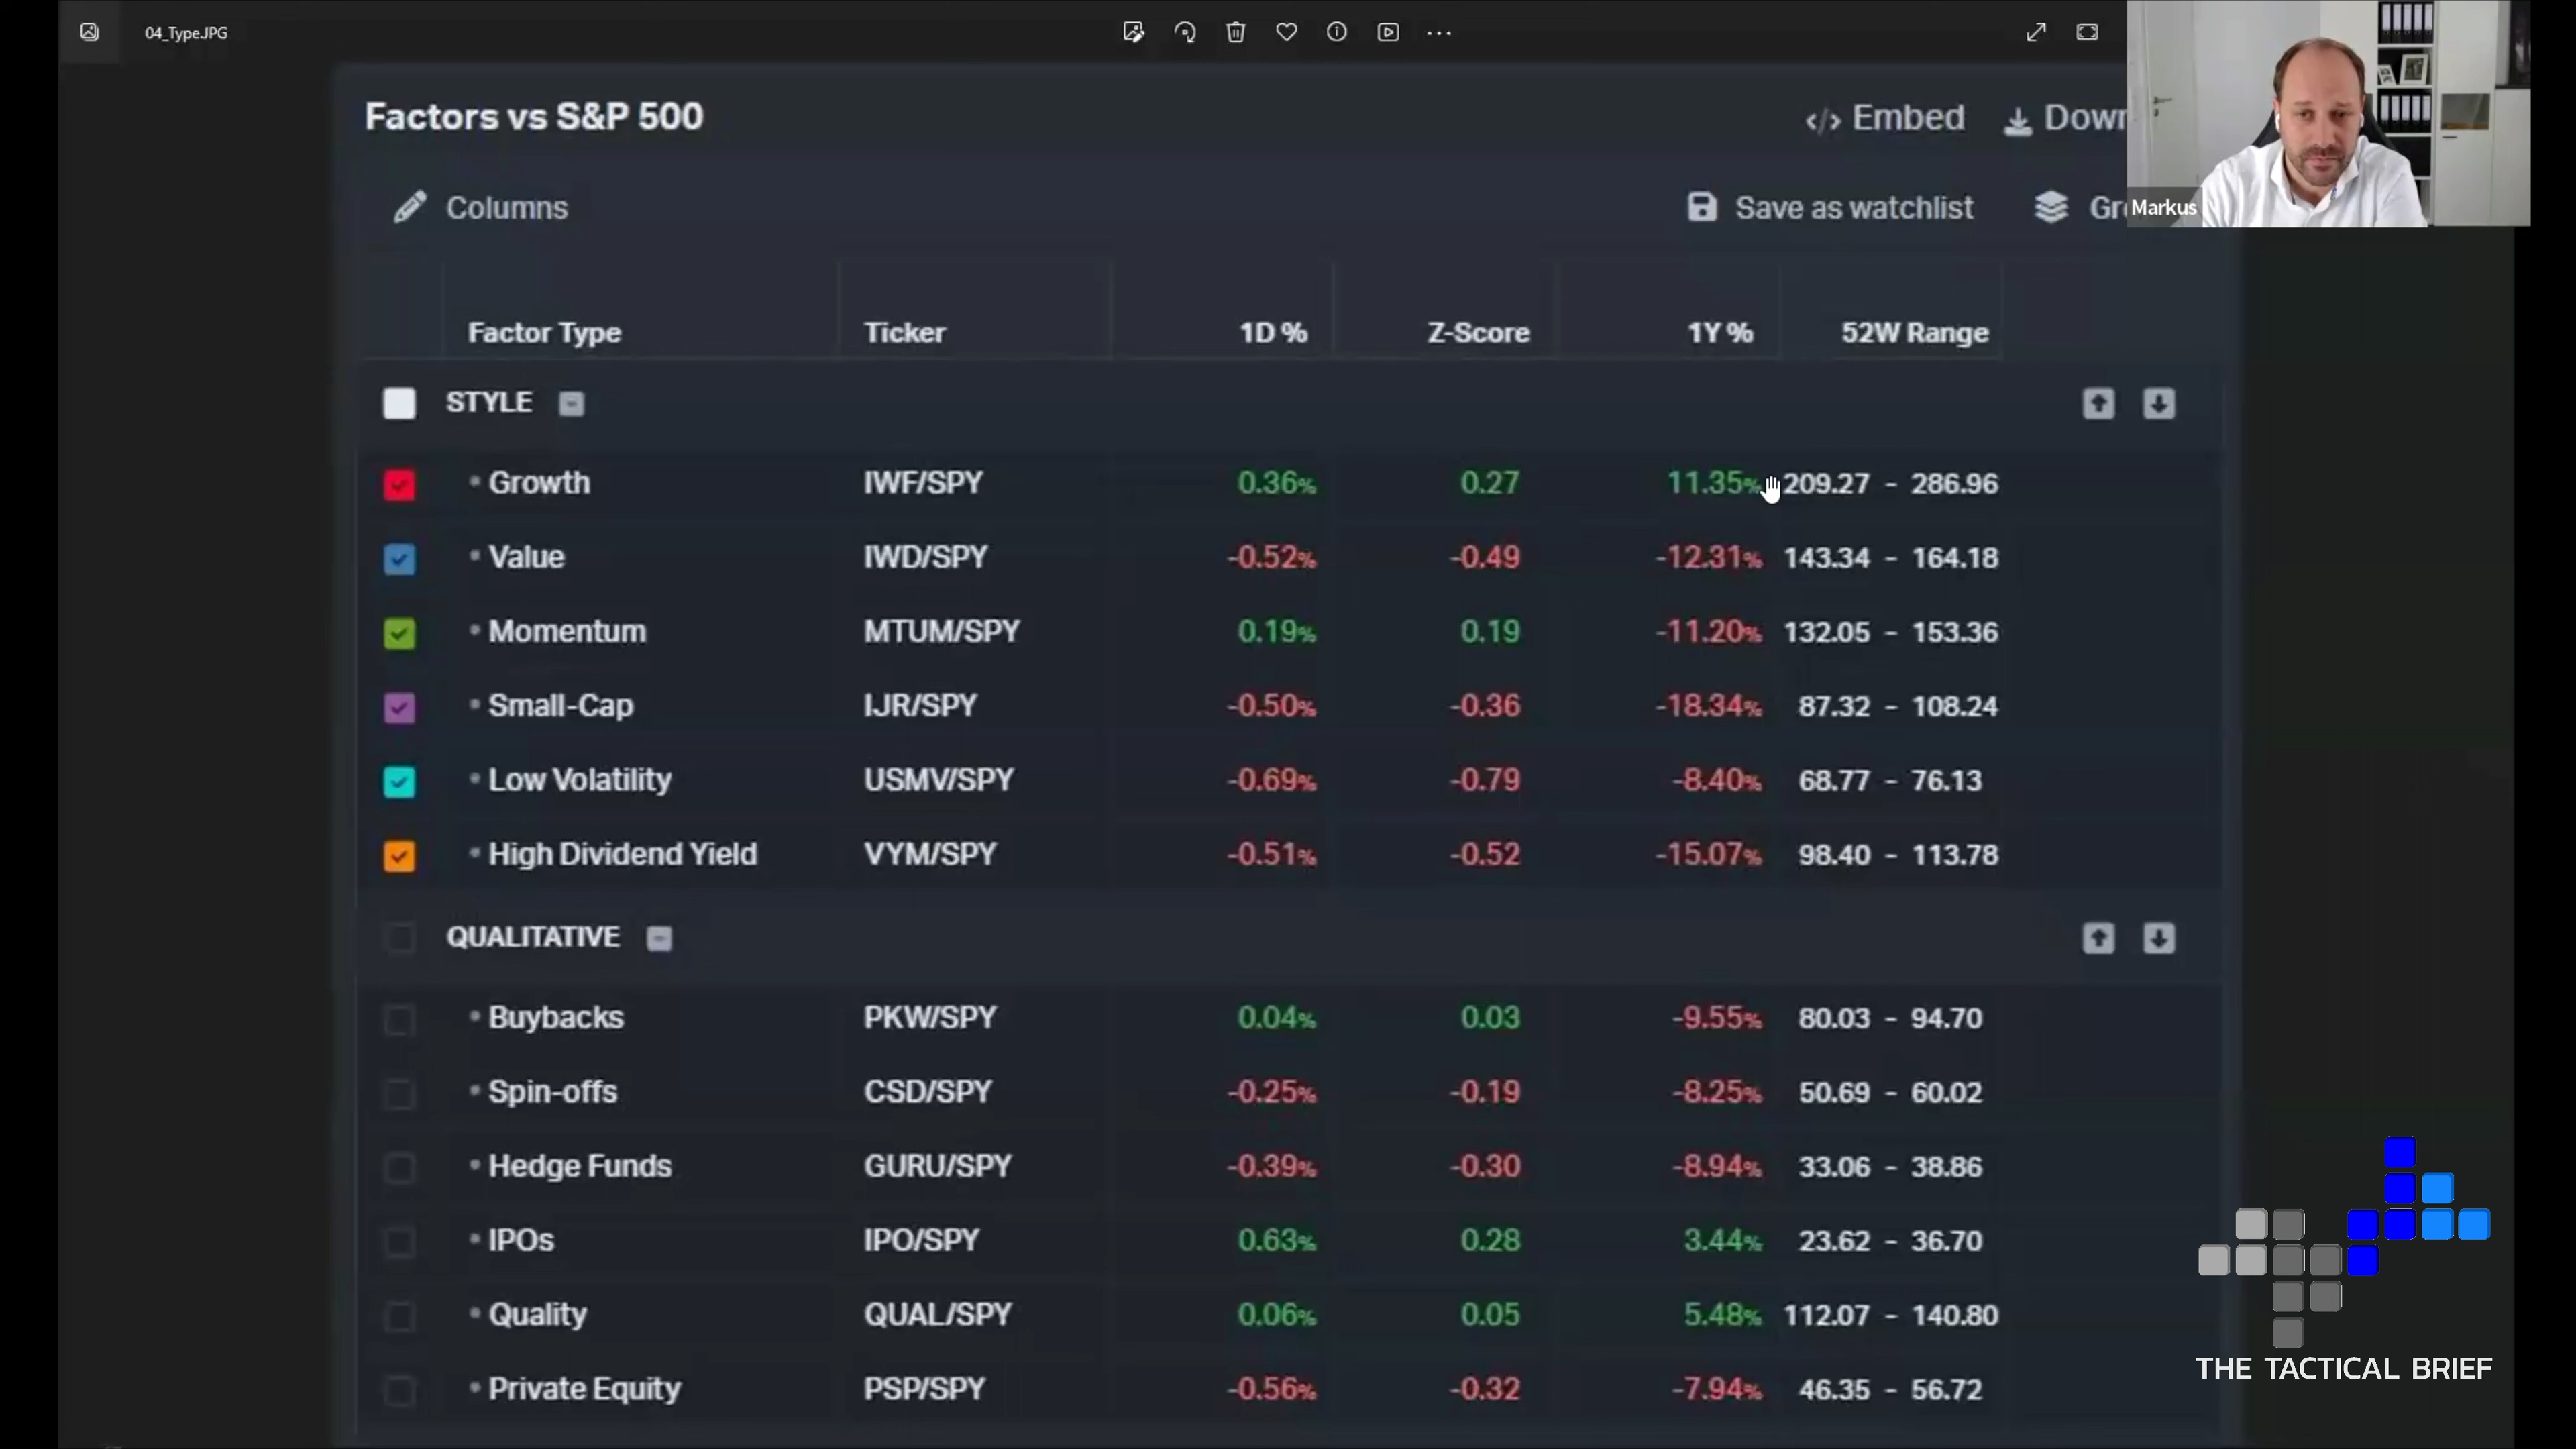 04_Type.JPG
Factors vs S&P 500
</> Embed
Down
Columns
Save as watchlist
Markus
Factor Type Ticker 1D % Z-Score 1Y % 52W Range
STYLE
• Growth IWF/SPY 0.36% 0.27 11.35% 209.27 - 286.96
• Value IWD/SPY -0.52% -0.49 -12.31% 143.34 - 164.18
• Momentum MTUM/SPY 0.19% 0.19 -11.20% 132.05 - 153.36
• Small-Cap IJR/SPY -0.50% -0.36 -18.34% 87.32 - 108.24
• Low Volatility USMV/SPY -0.69% -0.79 -8.40% 68.77 - 76.13
• High Dividend Yield VYM/SPY -0.51% -0.52 -15.07% 98.40 - 113.78
QUALITATIVE
• Buybacks PKW/SPY 0.04% 0.03 -9.55% 80.03 - 94.70
• Spin-offs CSD/SPY -0.25% -0.19 -8.25% 50.69 - 60.02
• Hedge Funds GURU/SPY -0.39% -0.30 -8.94% 33.06 - 38.86
• IPOs IPO/SPY 0.63% 0.28 3.44% 23.62 - 36.70
• Quality QUAL/SPY 0.06% 0.05 5.48% 112.07 - 140.80
• Private Equity PSP/SPY -0.56% -0.32 -7.94% 46.35 - 56.72
THE TACTICAL BRIEF